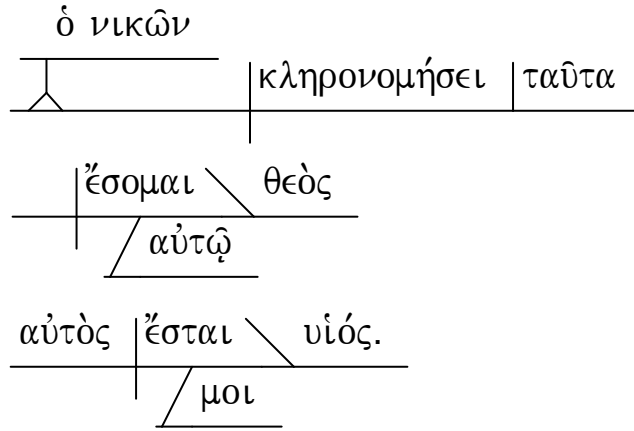 ὁ νικῶν
κληρονομήσει ταῦτα
ἔσομαι θεὸς
αὐτῷ
αὐτὸς ἔσται υἱός.
μοι